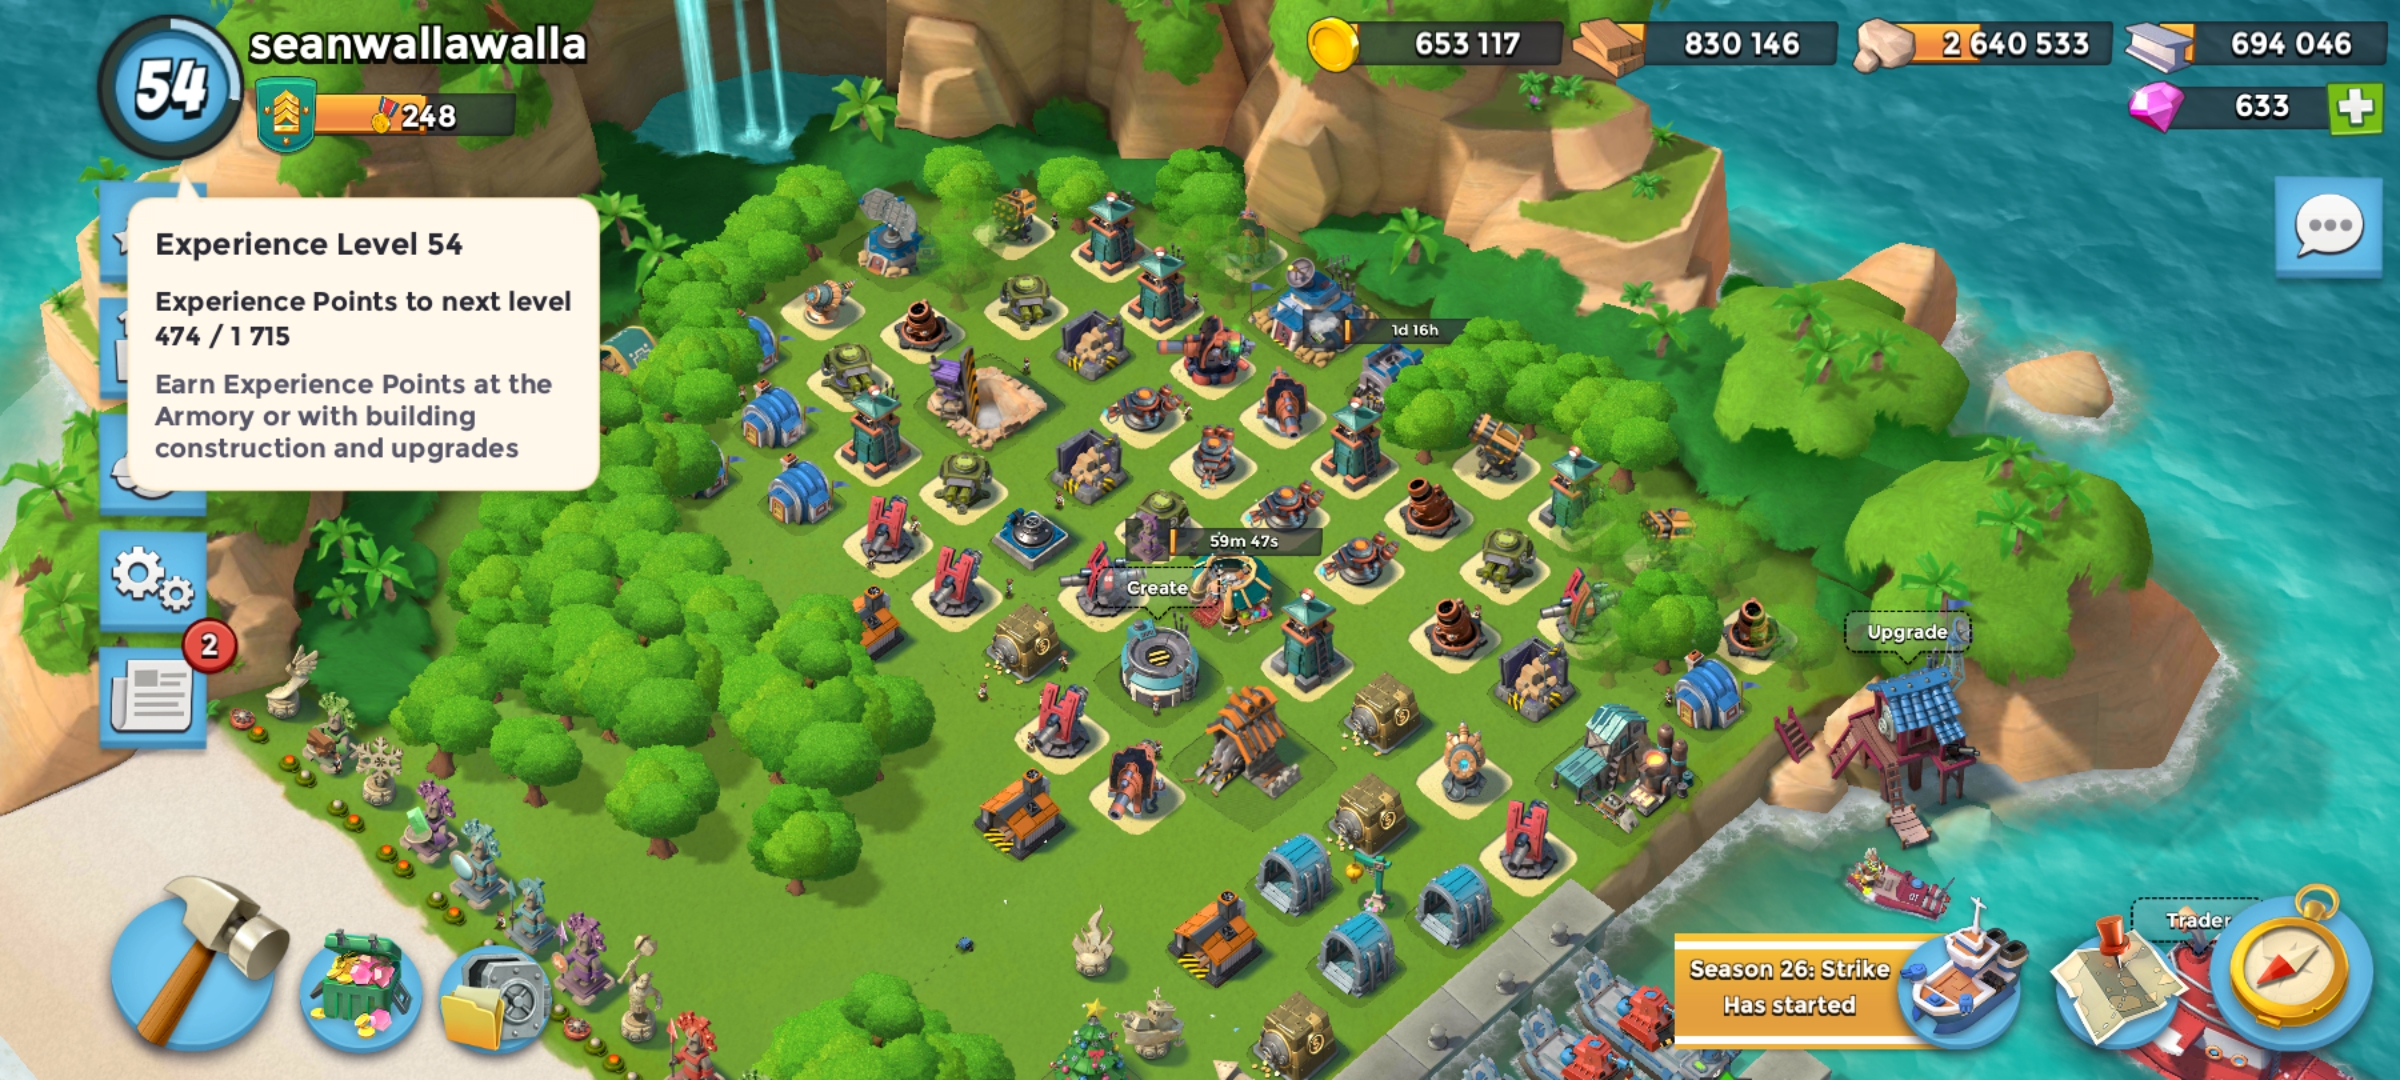 54
seanwallawalla
248
653 117
830 146
2 640 533
694 046
633
Experience Level 54
Experience Points to next level
474 / 1 715
Earn Experience Points at the
Armory or with building
construction and upgrades
1d 16h
59m 47s
Create
Upgrade
2
Trader
Season 26: Strike
Has started